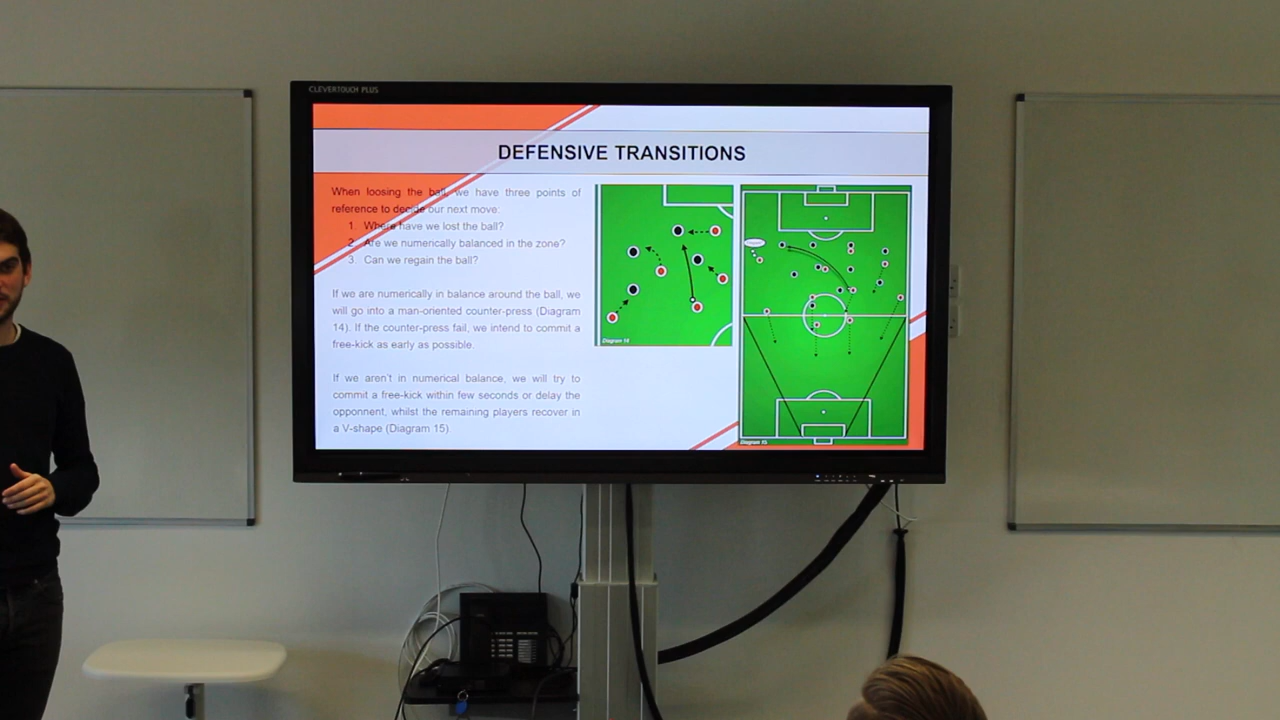 CLEVERTOUCH PLUS
DEFENSIVE TRANSITIONS
When loosing the ball, we have three points of
reference to decide our next move:
1. Where have we lost the ball?
2. Are we numerically balanced in the zone?
3. Can we regain the ball?
If we are numerically in balance around the ball, we
will go into a man-oriented counter-press (Diagram
14). If the counter-press fail, we intend to commit a
free-kick as early as possible.
If we aren't in numerical balance, we will try to
commit a free-kick within few seconds or delay the
opponnent, whilst the remaining players recover in
a V-shape (Diagram 15).
Diagram 14
Diagram 15